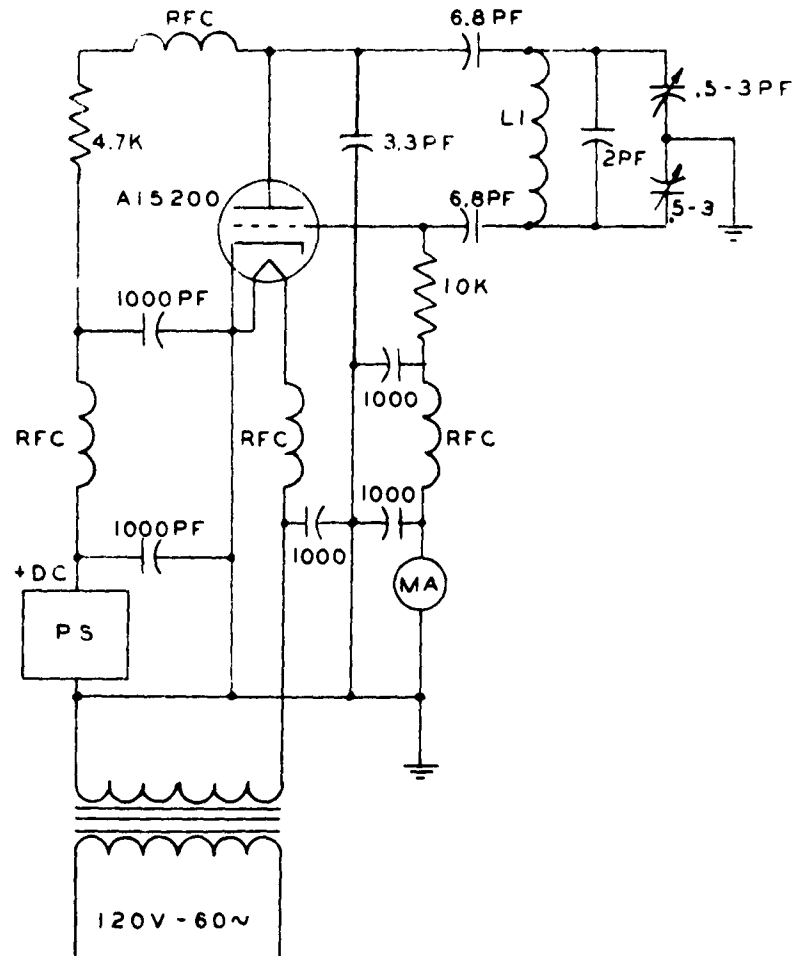 RFC
6.8PF
.5-3PF
4.7K
3.3PF
L1
2PF
A15200
6.8PF
.5-3
10K
1000PF
1000
RFC
RFC
RFC
1000
1000PF
1000
+DC
MA
PS
120V-60~